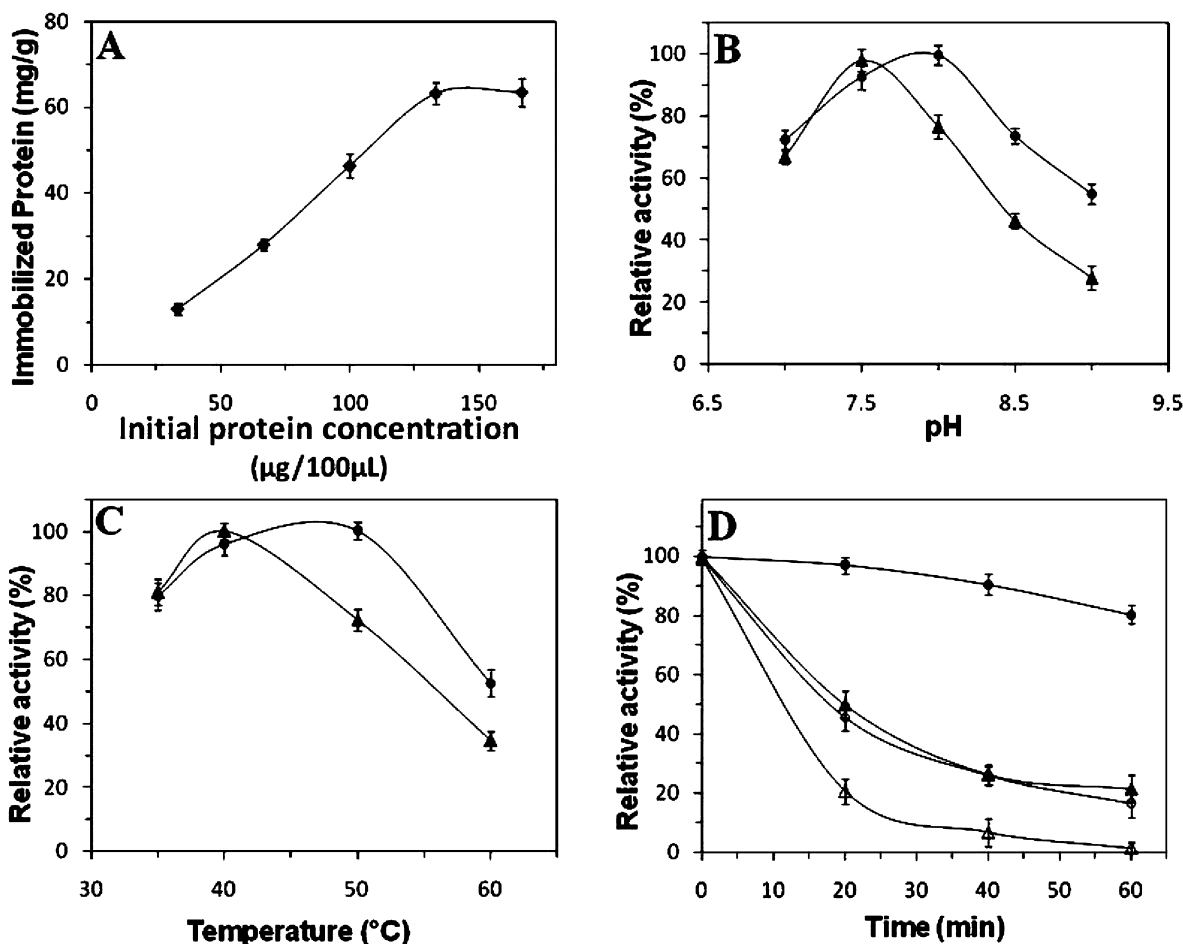 A
Immobilized Protein (mg/g)
80
60
40
20
0
0 50 100 150
Initial protein concentration
(µg/100µL)
B
Relative activity (%)
100
80
60
40
20
0
6.5 7.5 8.5 9.5
pH
C
Relative activity (%)
100
80
60
40
20
0
30 40 50 60
Temperature (°C)
D
Relative activity (%)
100
80
60
40
20
0
0 10 20 30 40 50 60
Time (min)